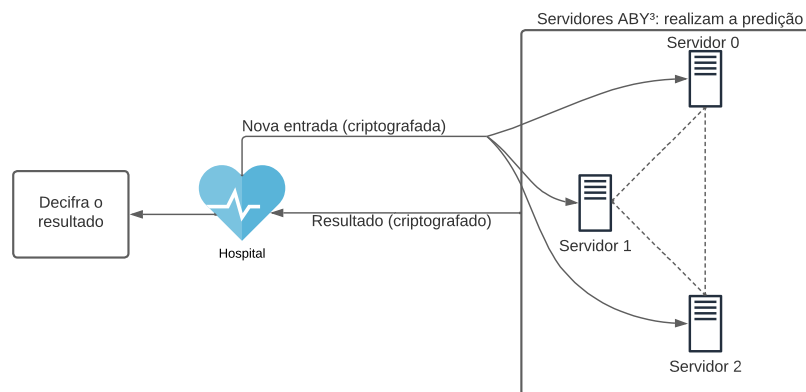 Servidores ABY³: realizam a predição
Servidor 0
Nova entrada (criptografada)
Decifra o
resultado
Resultado (criptografado)
Hospital
Servidor 1
Servidor 2